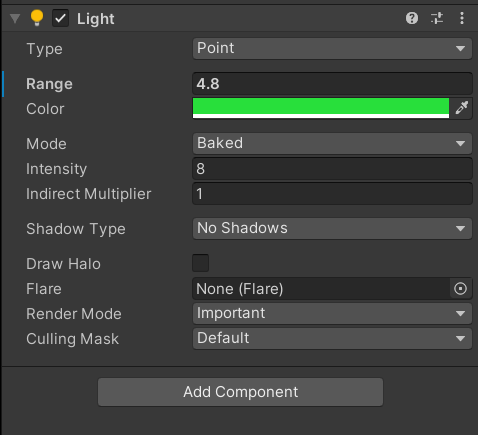 Light
Type Point
Range 4.8
Color
Mode Baked
Intensity 8
Indirect Multiplier 1
Shadow Type No Shadows
Draw Halo
Flare None (Flare)
Render Mode Important
Culling Mask Default
Add Component